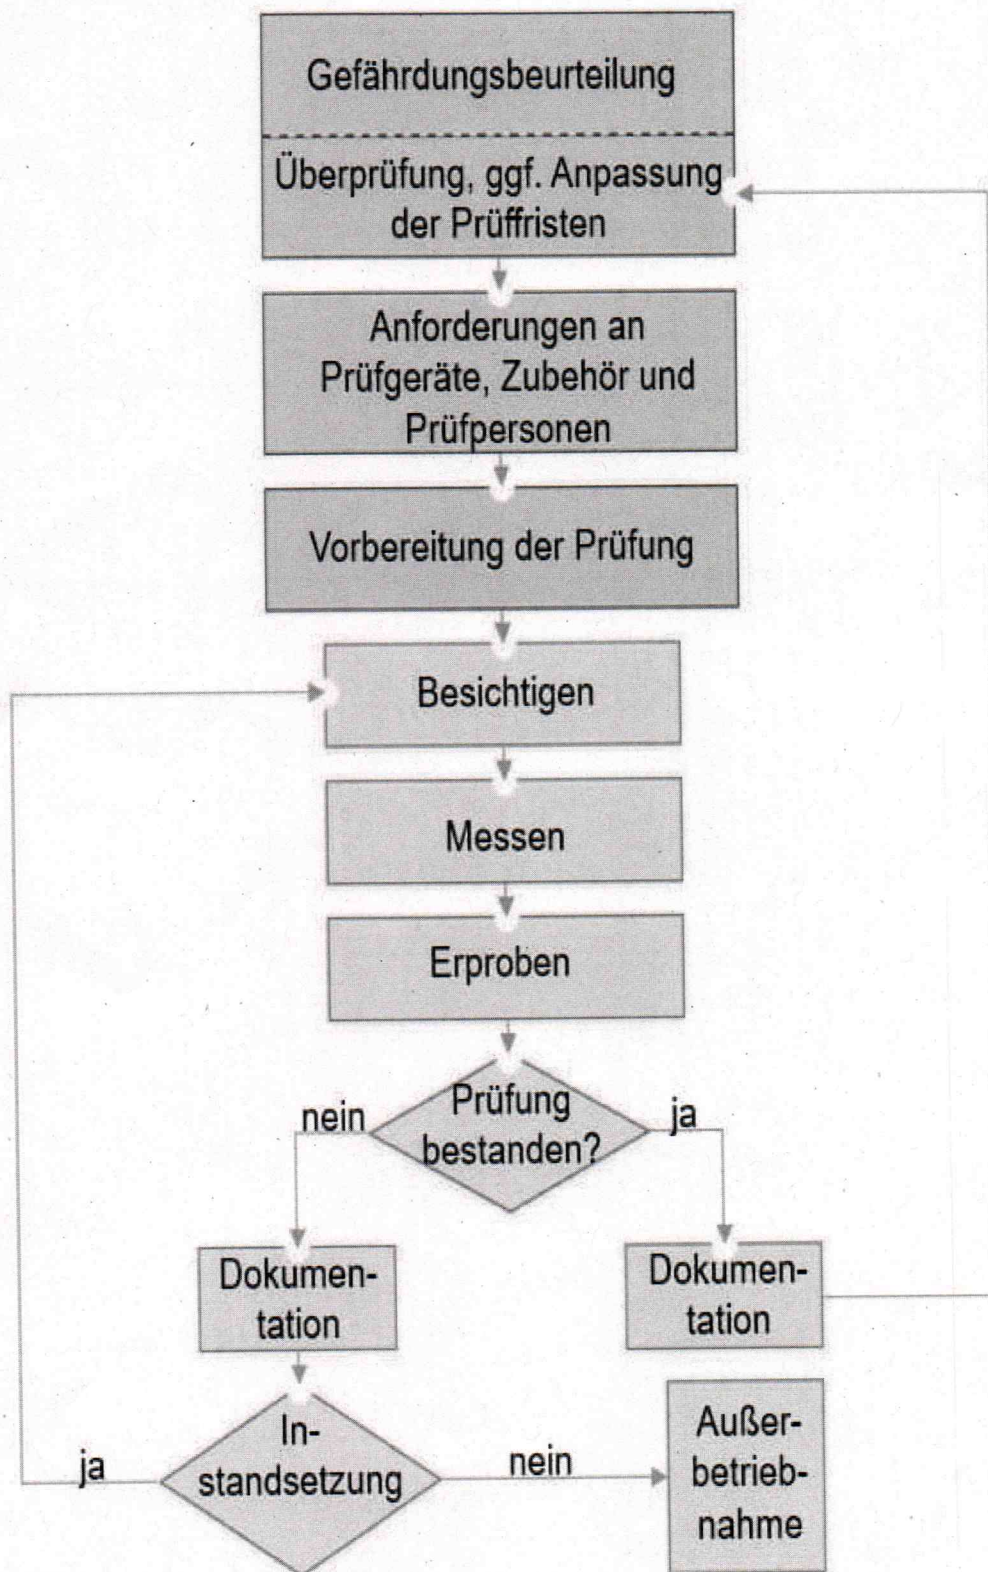 Gefährdungsbeurteilung
Überprüfung, ggf. Anpassung
der Prüffristen
Anforderungen an
Prüfgeräte, Zubehör und
Prüfpersonen
Vorbereitung der Prüfung
Besichtigen
Messen
Erproben
nein
Prüfung
bestanden?
ja
Dokumen-
tation
Dokumen-
tation
ja
In-
standsetzung
nein
Außer-
betrieb-
nahme